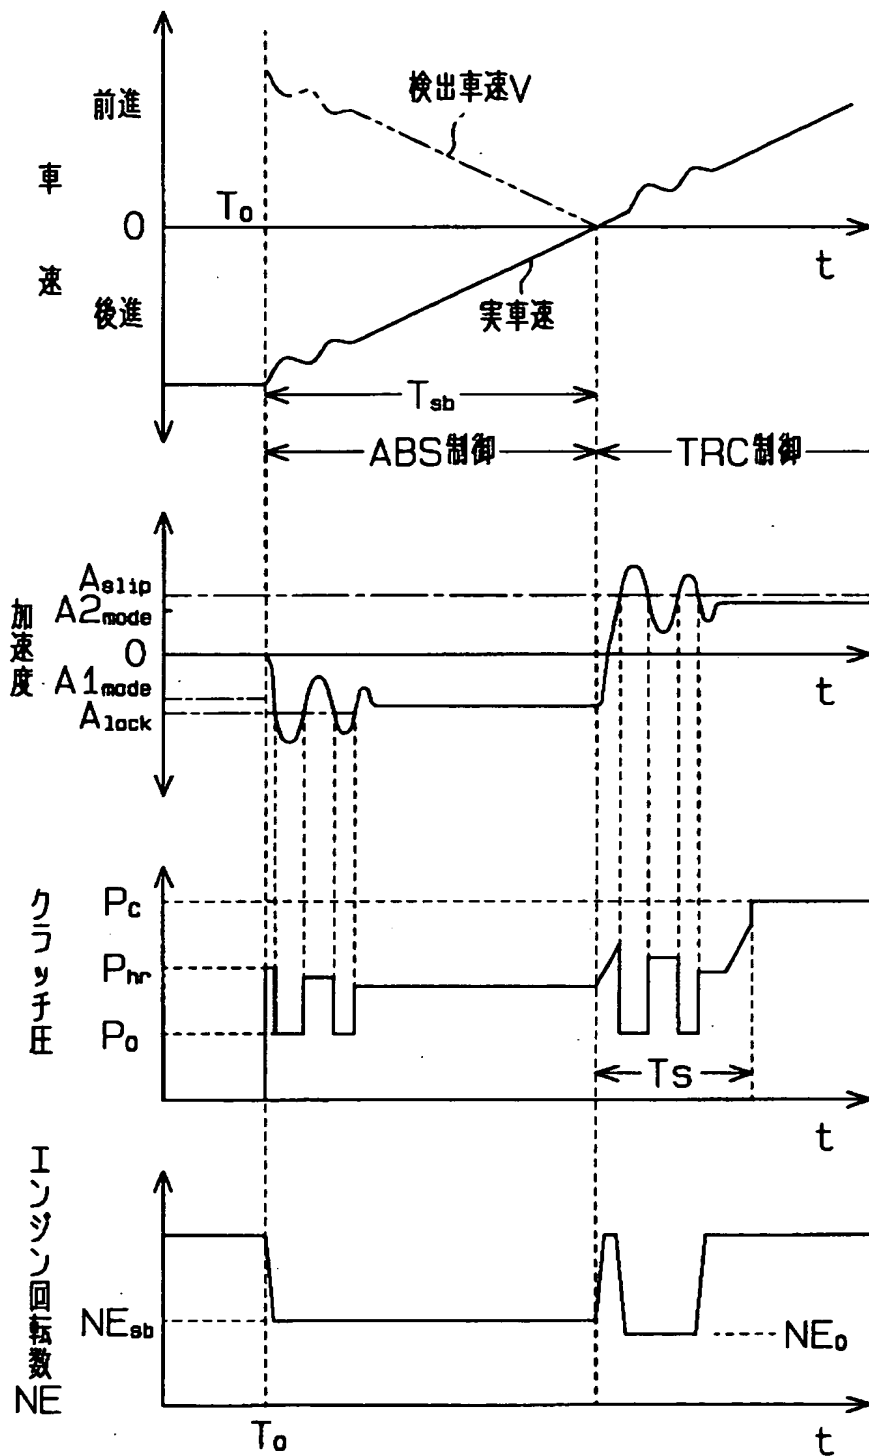 前進
検出車速V
車速
T₀
0
t
後進
実車速
Tsb
ABS制御
TRC制御
Aslip
A2mode
加速度
0
A1mode
t
Alock
クラッチ圧
Pc
Phr
P₀
Ts
t
エンジン回転数
NEsb
NE₀
NE
T₀
t